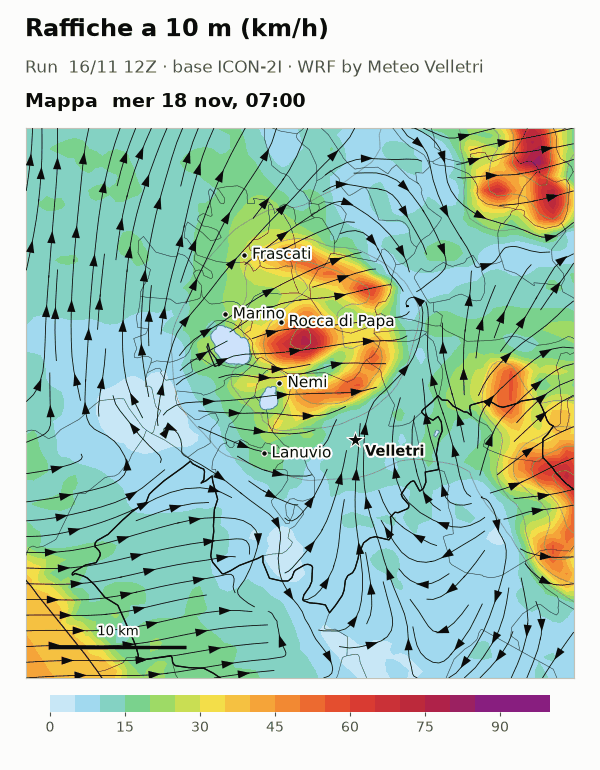 Raffiche a 10 m (km/h)
Run  16/11 12Z · base ICON-2I · WRF by Meteo Velletri
Mappa  mer 18 nov, 07:00
Frascati
Marino
Rocca di Papa
Nemi
Lanuvio
Velletri
10 km
0 15 30 45 60 75 90